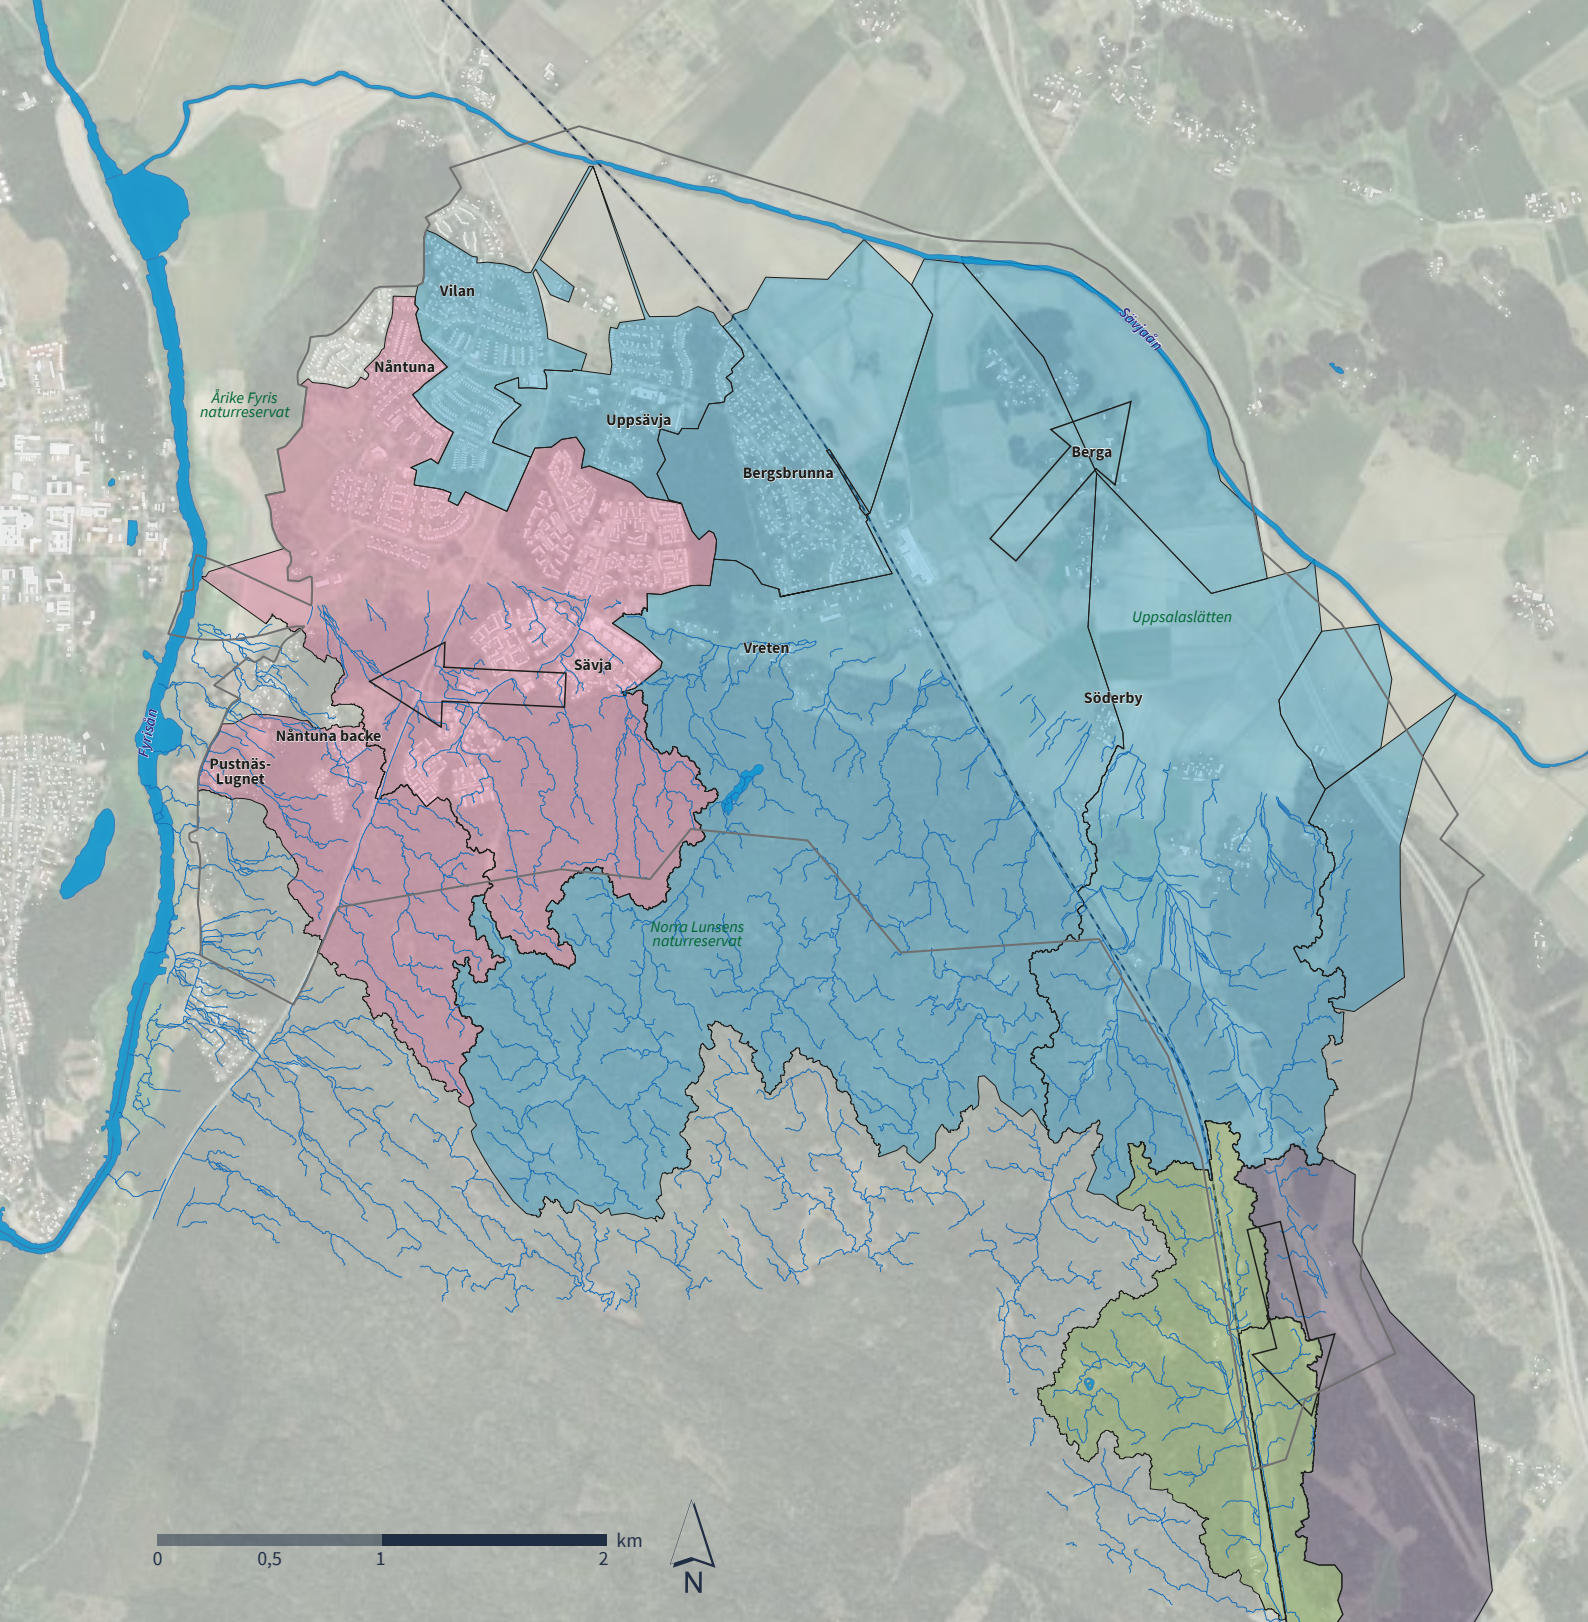 Vilan
Sävjaån
Nåntuna
Årike Fyris
naturreservat
Uppsävja
Berga
Bergsbrunna
Uppsalaslätten
Vreten
Sävja
Söderby
Fyrisån
Nåntuna backe
Pustnäs-
Lugnet
Norra Lunsens
naturreservat
km
0 0,5 1 2
N